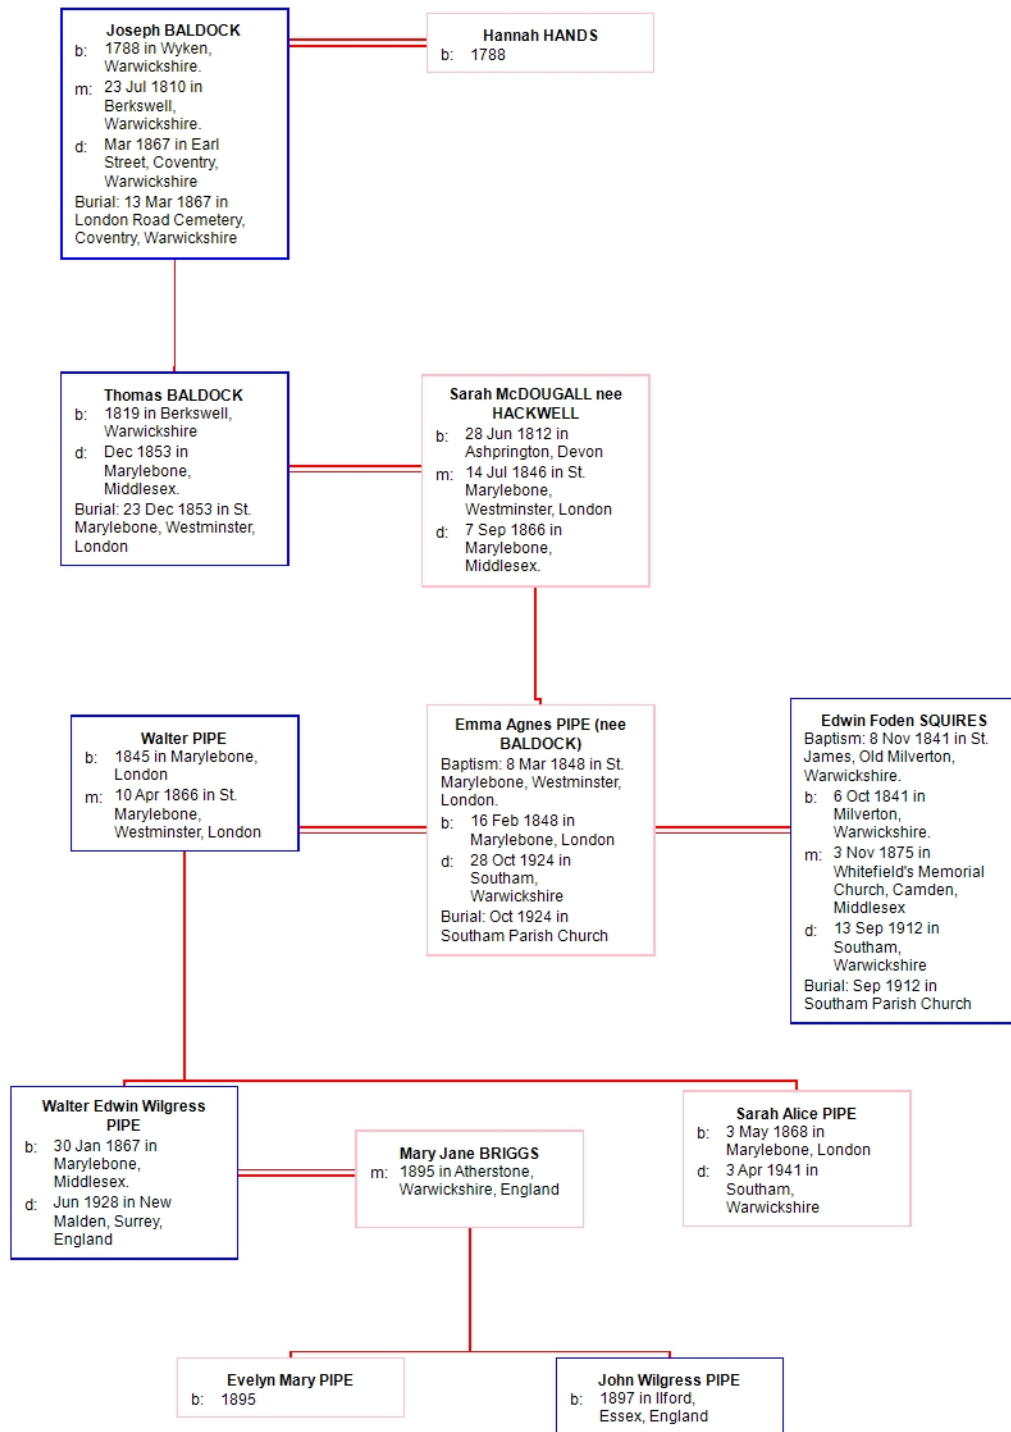 Joseph BALDOCK
b: 1788 in Wyken,
Warwickshire.
m: 23 Jul 1810 in
Berkswell,
Warwickshire.
d: Mar 1867 in Earl
Street, Coventry,
Warwickshire
Burial: 13 Mar 1867 in
London Road Cemetery,
Coventry, Warwickshire
Hannah HANDS
b: 1788
Thomas BALDOCK
b: 1819 in Berkswell,
Warwickshire
d: Dec 1853 in
Marylebone,
Middlesex.
Burial: 23 Dec 1853 in St.
Marylebone, Westminster,
London
Sarah McDOUGALL nee
HACKWELL
b: 28 Jun 1812 in
Ashprington, Devon
m: 14 Jul 1846 in St.
Marylebone,
Westminster, London
d: 7 Sep 1866 in
Marylebone,
Middlesex.
Walter PIPE
b: 1845 in Marylebone,
London
m: 10 Apr 1866 in St.
Marylebone,
Westminster, London
Emma Agnes PIPE (nee
BALDOCK)
Baptism: 8 Mar 1848 in St.
Marylebone, Westminster,
London.
b: 16 Feb 1848 in
Marylebone, London
d: 28 Oct 1924 in
Southam,
Warwickshire
Burial: Oct 1924 in
Southam Parish Church
Edwin Foden SQUIRES
Baptism: 8 Nov 1841 in St.
James, Old Milverton,
Warwickshire.
b: 6 Oct 1841 in
Milverton,
Warwickshire.
m: 3 Nov 1875 in
Whitefield's Memorial
Church, Camden,
Middlesex
d: 13 Sep 1912 in
Southam,
Warwickshire
Burial: Sep 1912 in
Southam Parish Church
Walter Edwin Wilgress
PIPE
b: 30 Jan 1867 in
Marylebone,
Middlesex.
d: Jun 1928 in New
Malden, Surrey,
England
Mary Jane BRIGGS
m: 1895 in Atherstone,
Warwickshire, England
Sarah Alice PIPE
b: 3 May 1868 in
Marylebone, London
d: 3 Apr 1941 in
Southam,
Warwickshire
Evelyn Mary PIPE
b: 1895
John Wilgress PIPE
b: 1897 in Ilford,
Essex, England